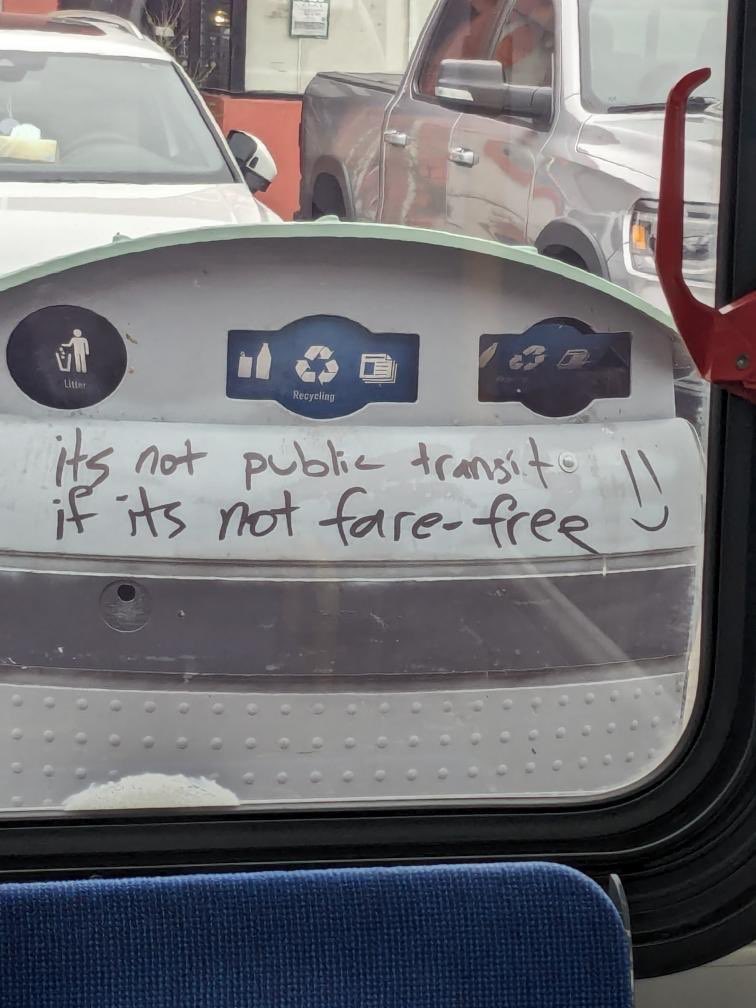 Litter
Recycling
its not public transit
if its not fare-free